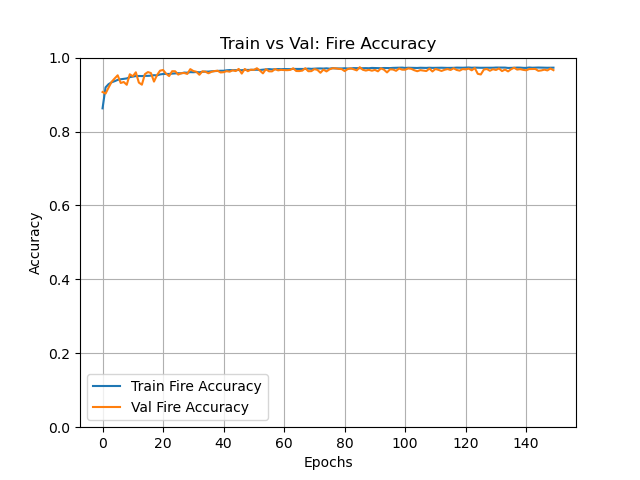 Train vs Val: Fire Accuracy
1.0
0.8
0.6
0.4
0.2
0.0
Accuracy
Train Fire Accuracy
Val Fire Accuracy
0 20 40 60 80 100 120 140
Epochs